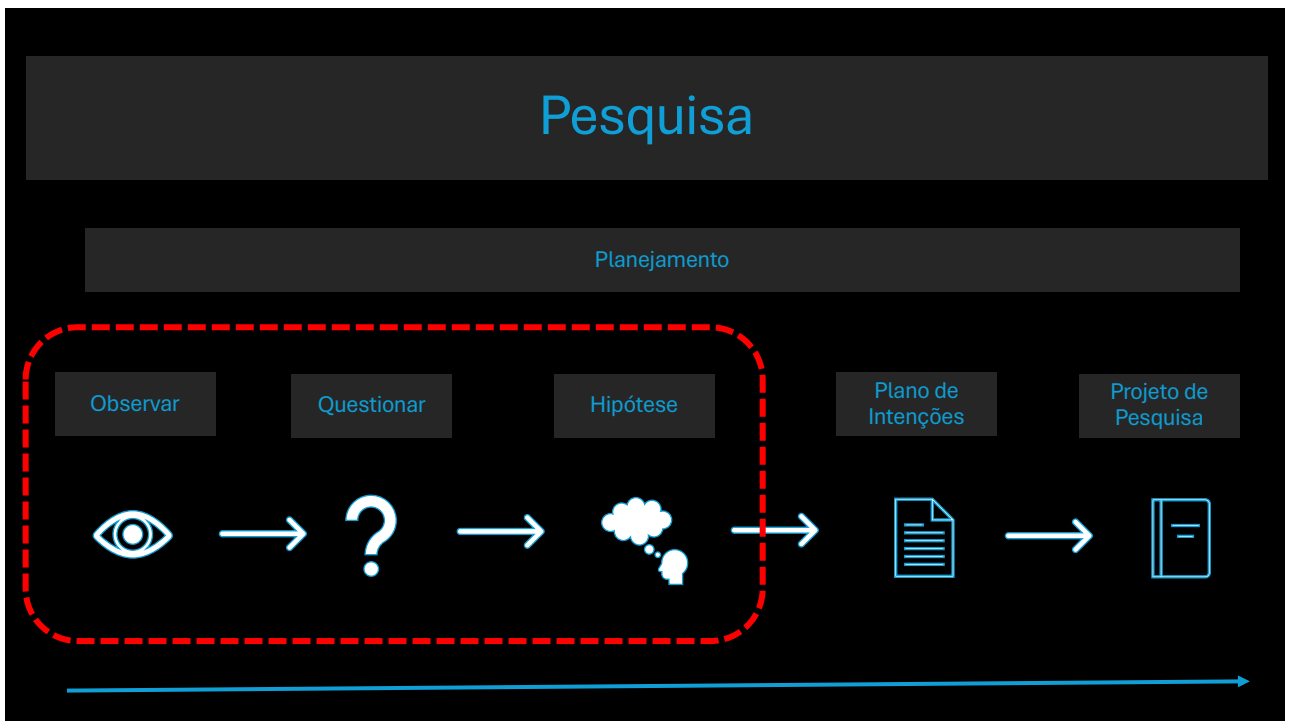 Pesquisa
Planejamento
Observar
Questionar
Hipótese
Plano de
Intenções
Projeto de
Pesquisa